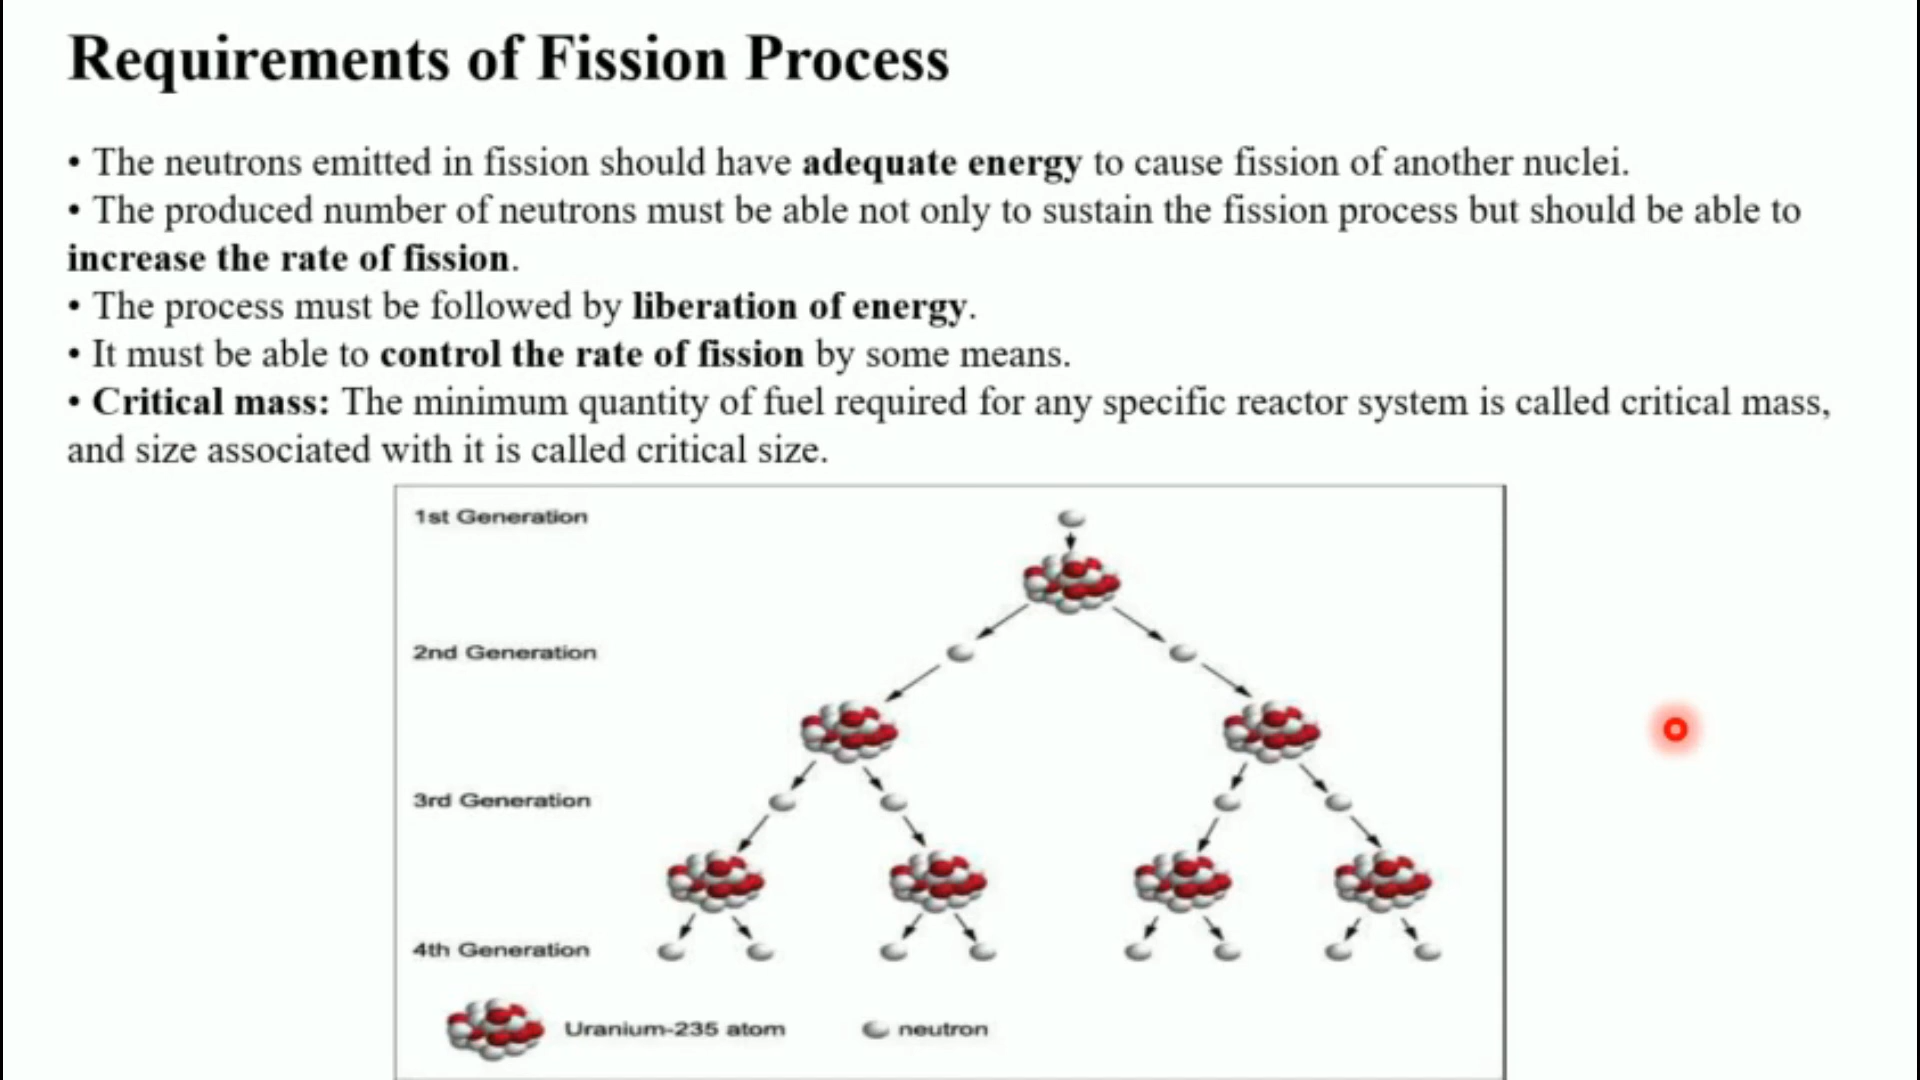 Requirements of Fission Process
• The neutrons emitted in fission should have adequate energy to cause fission of another nuclei.
• The produced number of neutrons must be able not only to sustain the fission process but should be able to
increase the rate of fission.
• The process must be followed by liberation of energy.
• It must be able to control the rate of fission by some means.
• Critical mass: The minimum quantity of fuel required for any specific reactor system is called critical mass,
and size associated with it is called critical size.
1st Generation
2nd Generation
3rd Generation
4th Generation
Uranium-235 atom
neutron